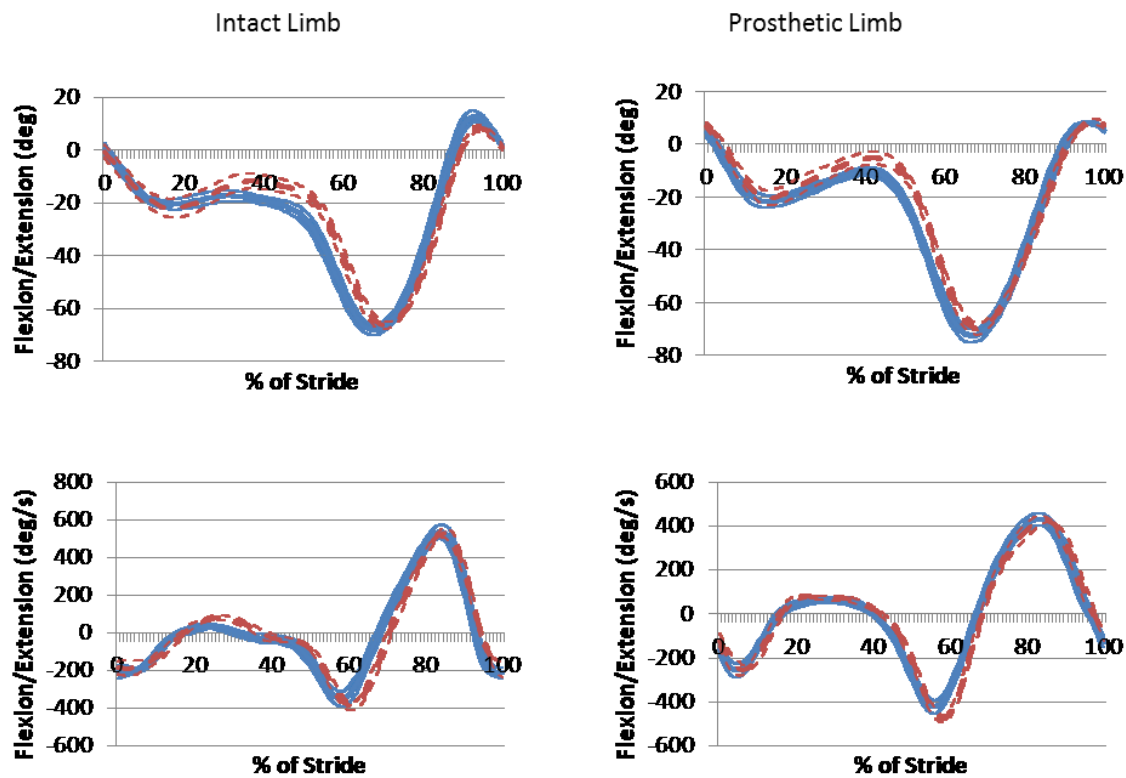 Intact Limb
Prosthetic Limb
20
0
-20
-40
-60
-80
0 20 40 60 80 100
Flexion/Extension (deg)
% of Stride
20
0
-20
-40
-60
-80
0 20 40 60 80 100
Flexion/Extension (deg)
% of Stride
800
600
400
200
0
-200
-400
-600
0 20 40 60 80 100
Flexion/Extension (deg/s)
% of Stride
600
400
200
0
-200
-400
-600
0 20 40 60 80 100
Flexion/Extension (deg/s)
% of Stride